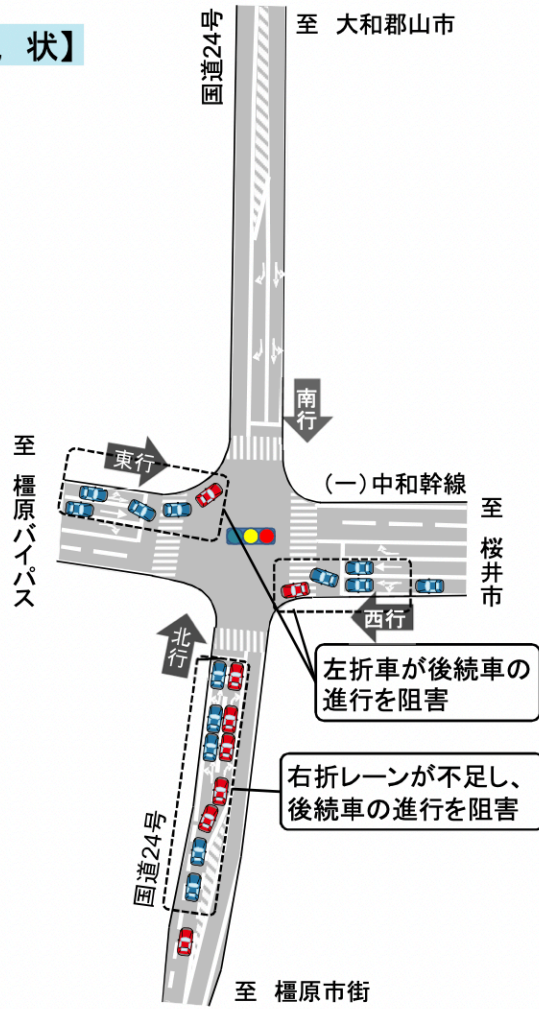 状】
国道24号
至 大和郡山市
南行
東行
至 橿原バイパス
(一)中和幹線
至 桜井市
西行
北行
左折車が後続車の
進行を阻害
右折レーンが不足し、
後続車の進行を阻害
国道24号
至 橿原市街